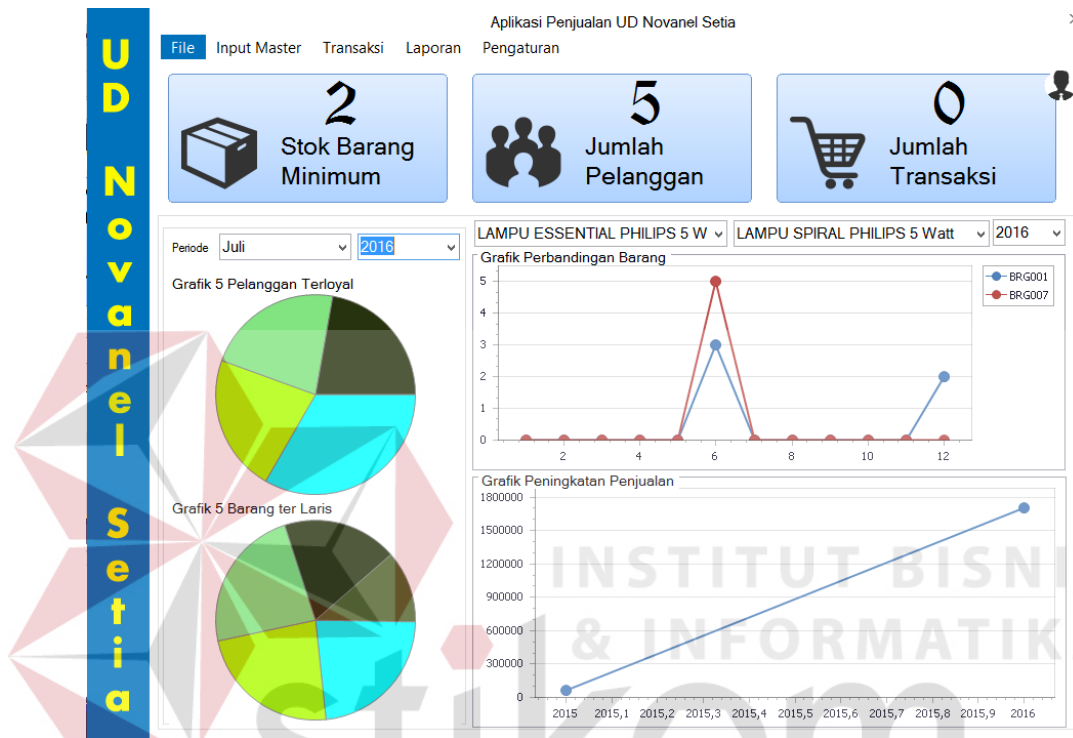 UD Novanel Setia
Aplikasi Penjualan UD Novanel Setia
File Input Master Transaksi Laporan Pengaturan
2
Stok Barang
Minimum
5
Jumlah
Pelanggan
0
Jumlah
Transaksi
Periode Juli 2016
Grafik 5 Pelanggan Terloyal
Grafik 5 Barang ter Laris
LAMPU ESSENTIAL PHILIPS 5 W LAMPU SPIRAL PHILIPS 5 Watt 2016
Grafik Perbandingan Barang
5
4
3
2
1
0
2 4 6 8 10 12
BRG001
BRG007
Grafik Peningkatan Penjualan
1800000
1500000
1200000
900000
600000
300000
0
2015 2015,1 2015,2 2015,3 2015,4 2015,5 2015,6 2015,7 2015,8 2015,9 2016
INSTITUT BISNI
& INFORMATIK
stikom